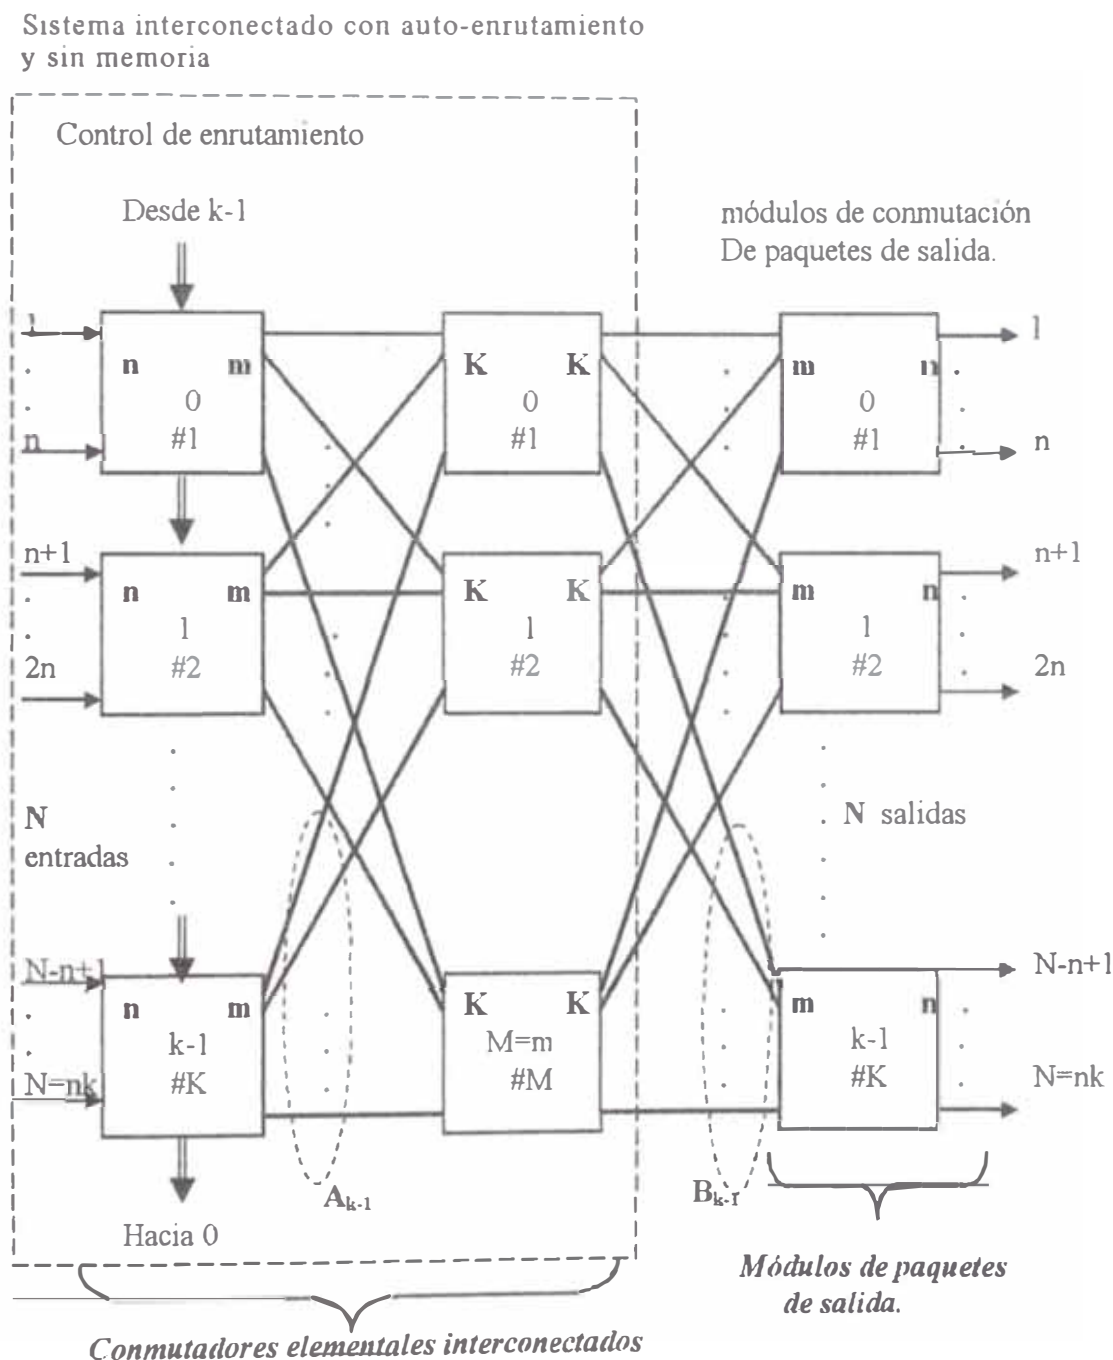 Sistema interconectado con auto-enrutamiento
y sin memoria
Control de enrutamiento
Desde k-1
módulos de conmutación
De paquetes de salida.
1
n
n m
0
#1
K K
0
#1
m n
0
#1
1
n
n+1
2n
n m
1
#2
K K
1
#2
m n
1
#2
n+1
2n
N
entradas
N salidas
N-n+1
N=nk
n m
k-1
#K
K K
M=m
#M
m n
k-1
#K
N-n+1
N=nk
A k-1
B k-1
Hacia 0
Módulos de paquetes
de salida.
Conmutadores elementales interconectados